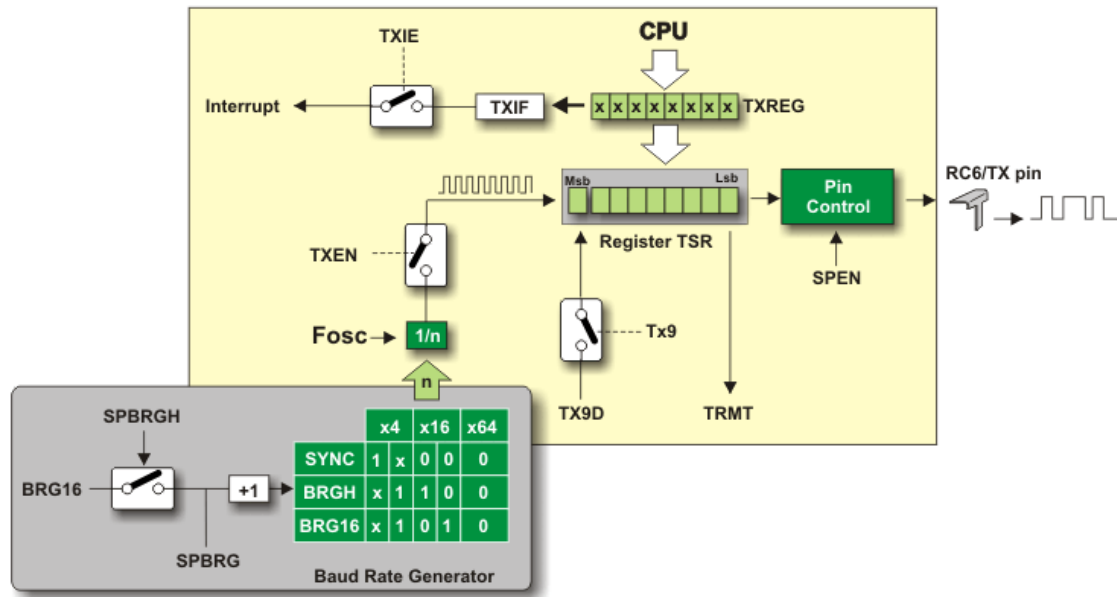 CPU
TXIE
Interrupt
TXIF
x x x x x x x x
TXREG
Msb
Lsb
Register TSR
Pin
Control
RC6/TX pin
TXEN
SPEN
Fosc
1/n
Tx9
n
TX9D
TRMT
SPBRGH
BRG16
+1
SPBRG
x4 x16 x64
SYNC 1 x 0 0 0
BRGH x 1 1 0 0
BRG16 x 1 0 1 0
Baud Rate Generator